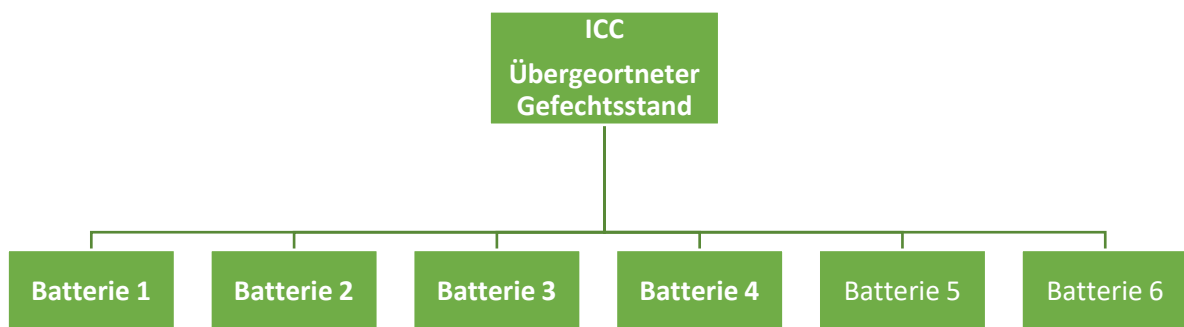 ICC
Übergeortneter
Gefechtsstand
Batterie 1
Batterie 2
Batterie 3
Batterie 4
Batterie 5
Batterie 6